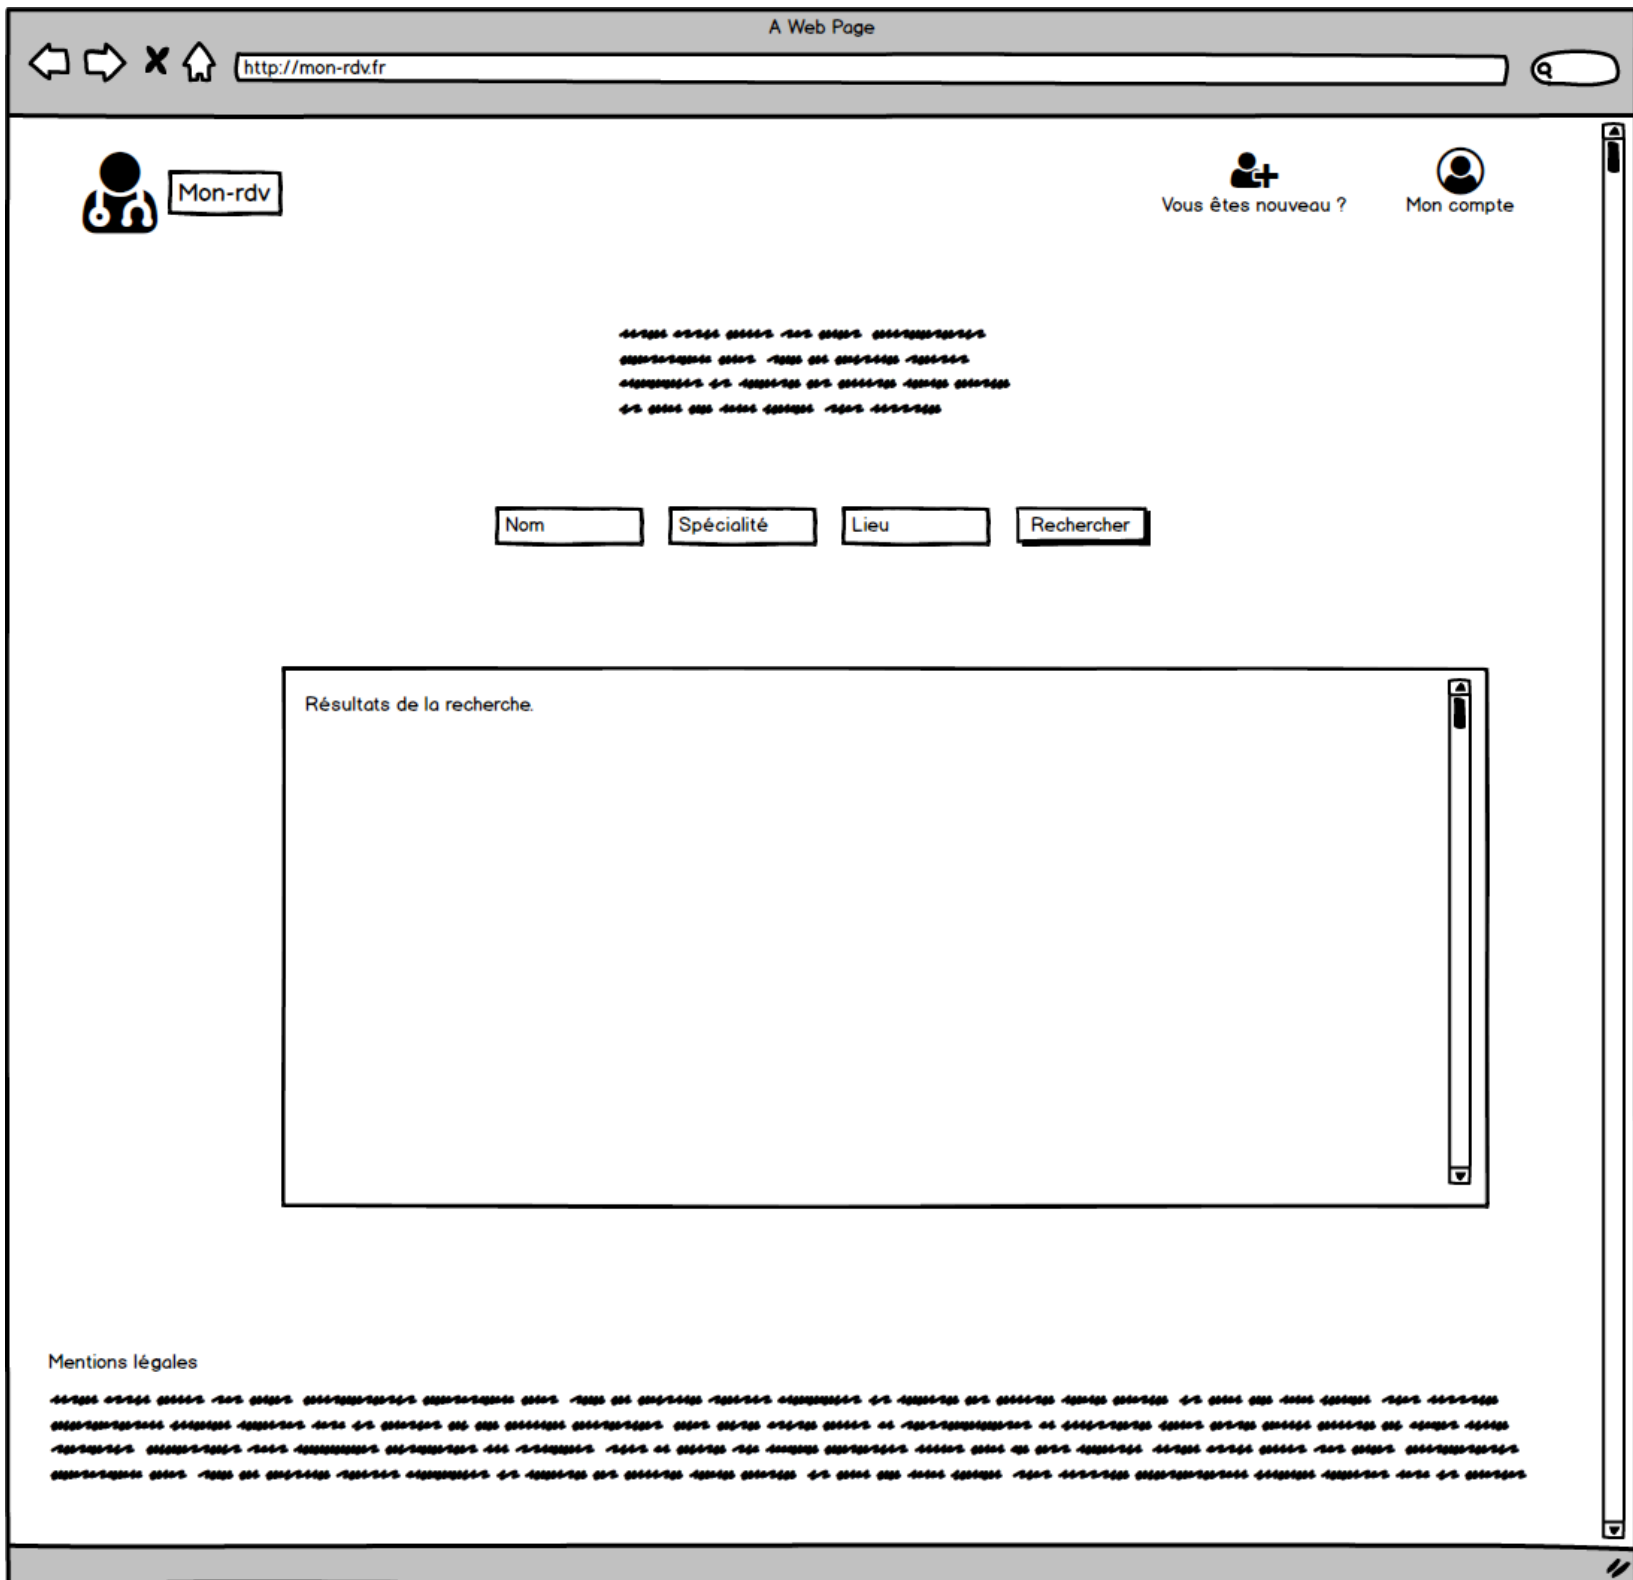 A Web Page
http://mon-rdv.fr
Mon-rdv
Vous êtes nouveau ?
Mon compte
Nom
Spécialité
Lieu
Rechercher
Résultats de la recherche.
Mentions légales